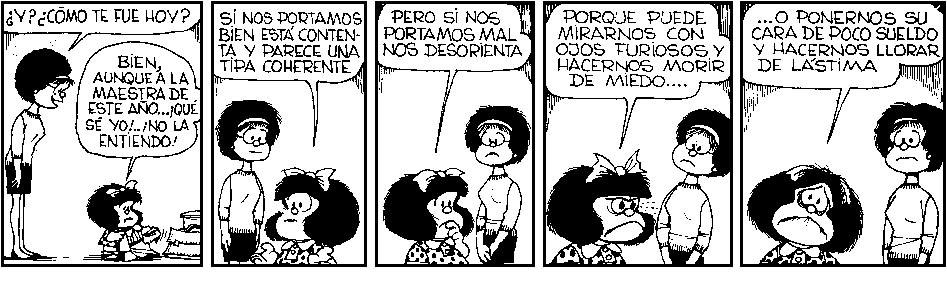 ¿Y? ¿CÓMO TE FUE HOY?
BIEN,
AUNQUE A LA
MAESTRA DE
ESTE AÑO...¡QUÉ
SÉ YO!..¡NO LA
ENTIENDO!
SÍ NOS PORTAMOS
BIEN ESTÁ CONTEN-
TA Y PARECE UNA
TIPA COHERENTE
PERO SÍ NOS
PORTAMOS MAL
NOS DESORIENTA
PORQUE PUEDE
MIRARNOS CON
OJOS FURIOSOS Y
HACERNOS MORIR
DE MIEDO....
...O PONERNOS SU
CARA DE POCO SUELDO
Y HACERNOS LLORAR
DE LÁSTIMA